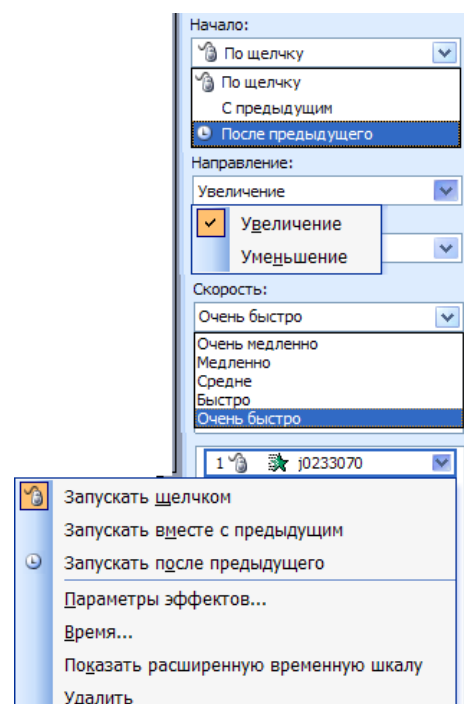 Начало:
По щелчку
По щелчку
С предыдущим
После предыдущего
Направление:
Увеличение
Увеличение
Уменьшение
Скорость:
Очень быстро
Очень медленно
Медленно
Средне
Быстро
Очень быстро
1 j0233070
Запускать щелчком
Запускать вместе с предыдущим
Запускать после предыдущего
Параметры эффектов...
Время...
Показать расширенную временную шкалу
Удалить